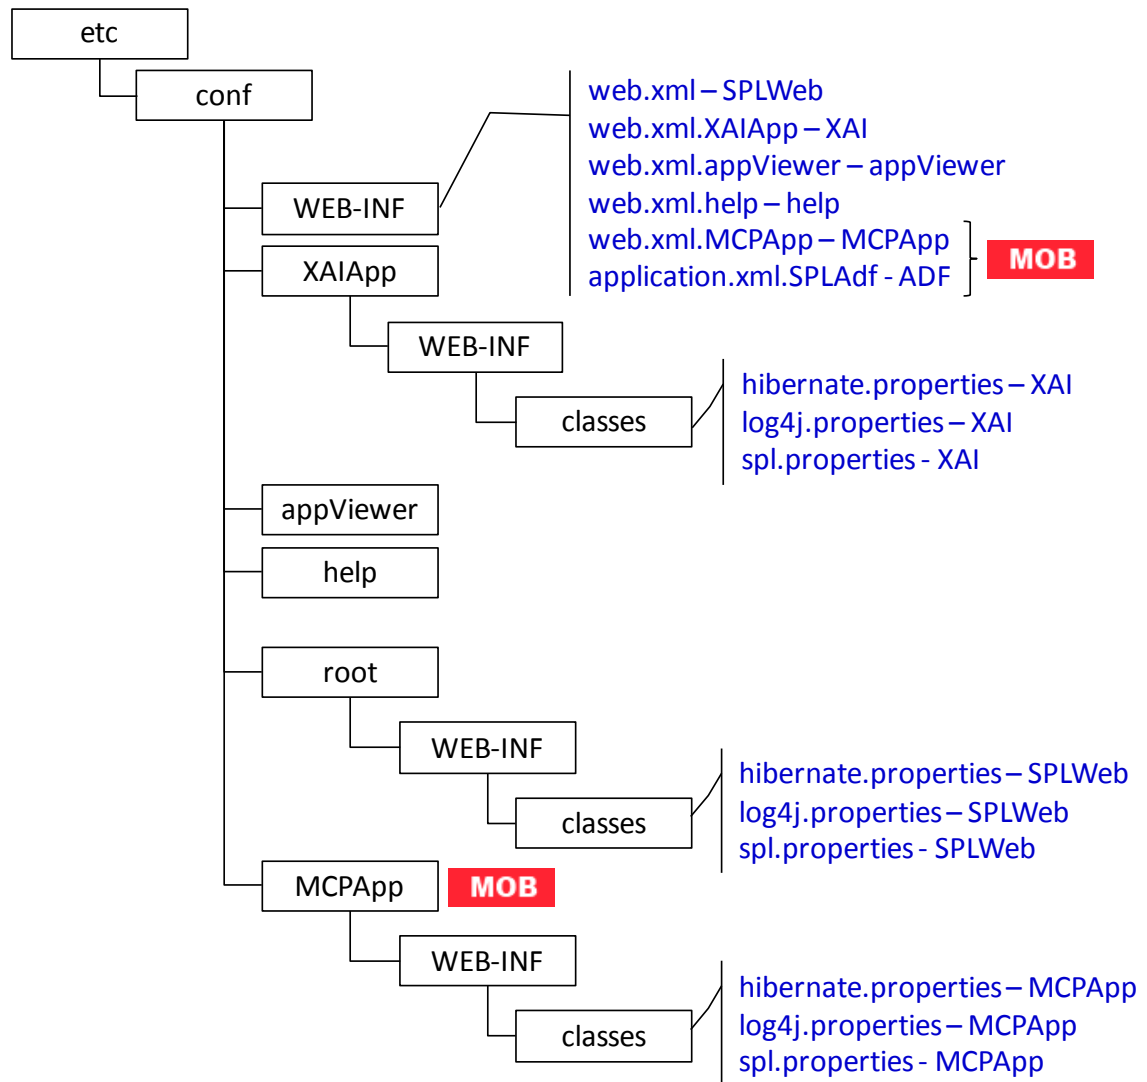 etc
conf
web.xml – SPLWeb
web.xml.XAIApp – XAI
web.xml.appViewer – appViewer
WEB-INF
web.xml.help – help
web.xml.MCPApp – MCPApp
MOB
XAIApp
application.xml.SPLAdf - ADF
WEB-INF
hibernate.properties – XAI
classes
log4j.properties – XAI
spl.properties - XAI
appViewer
help
root
WEB-INF
hibernate.properties – SPLWeb
log4j.properties – SPLWeb
classes
spl.properties - SPLWeb
MCPApp
MOB
WEB-INF
hibernate.properties – MCPApp
log4j.properties – MCPApp
classes
spl.properties - MCPApp